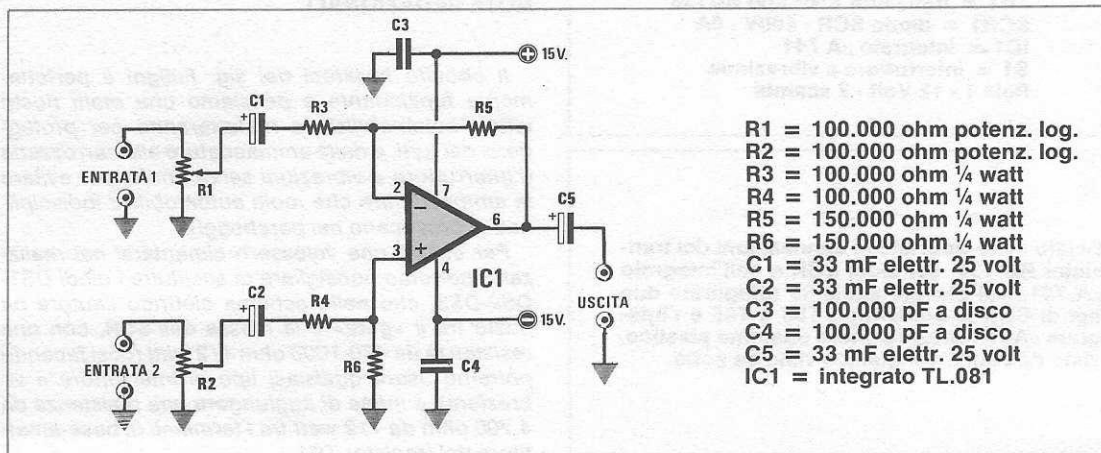 C3
15V.
C1
R3
R5
ENTRATA 1
R1
2
7
6
3
4
IC1
C5
C2
R4
15V.
USCITA
ENTRATA 2
R2
R6
C4
R1 = 100.000 ohm potenz. log.
R2 = 100.000 ohm potenz. log.
R3 = 100.000 ohm ¼ watt
R4 = 100.000 ohm ¼ watt
R5 = 150.000 ohm ¼ watt
R6 = 150.000 ohm ¼ watt
C1 = 33 mF elettr. 25 volt
C2 = 33 mF elettr. 25 volt
C3 = 100.000 pF a disco
C4 = 100.000 pF a disco
C5 = 33 mF elettr. 25 volt
IC1 = integrato TL.081